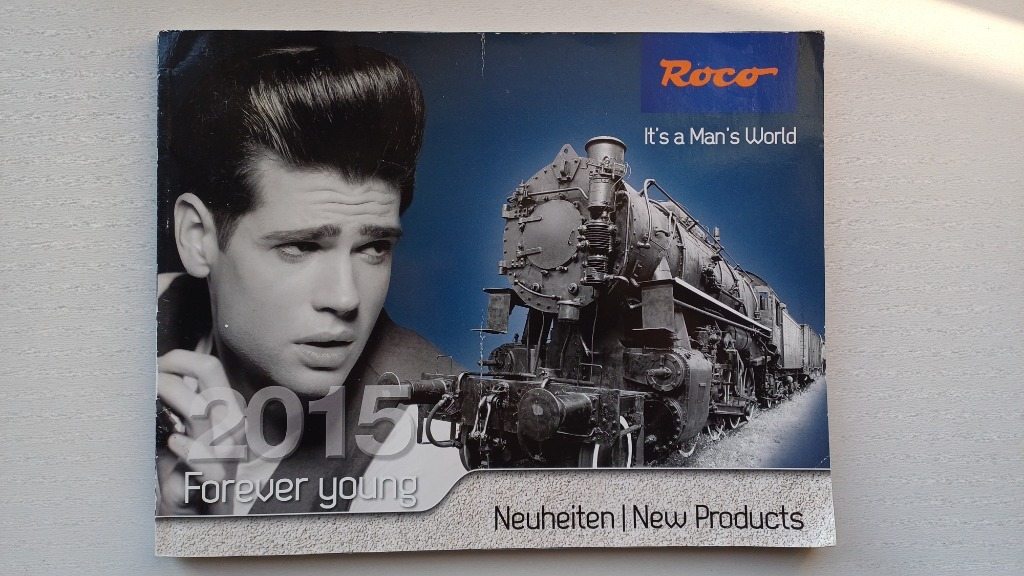 Roco
It's a Man's World
2015
Forever young
Neuheiten | New Products